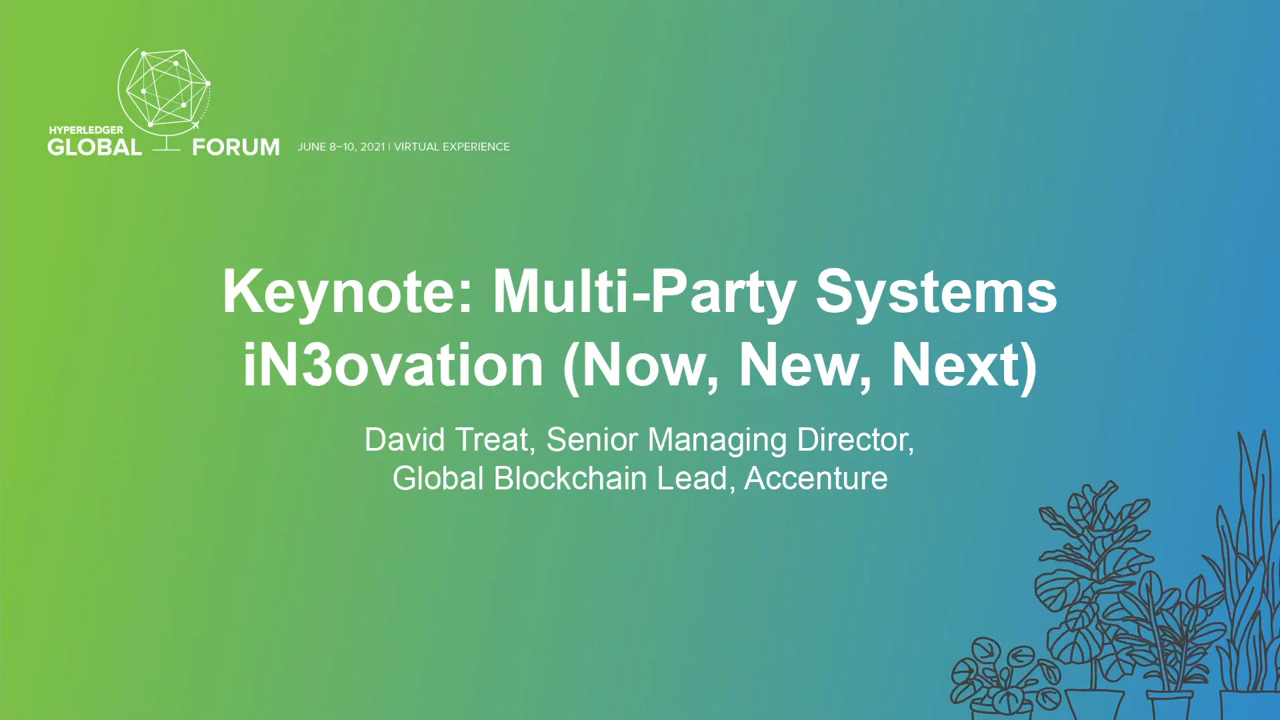 HYPERLEDGER
GLOBAL FORUM
JUNE 8–10, 2021 | VIRTUAL EXPERIENCE
Keynote: Multi-Party Systems
iN3ovation (Now, New, Next)
David Treat, Senior Managing Director,
Global Blockchain Lead, Accenture